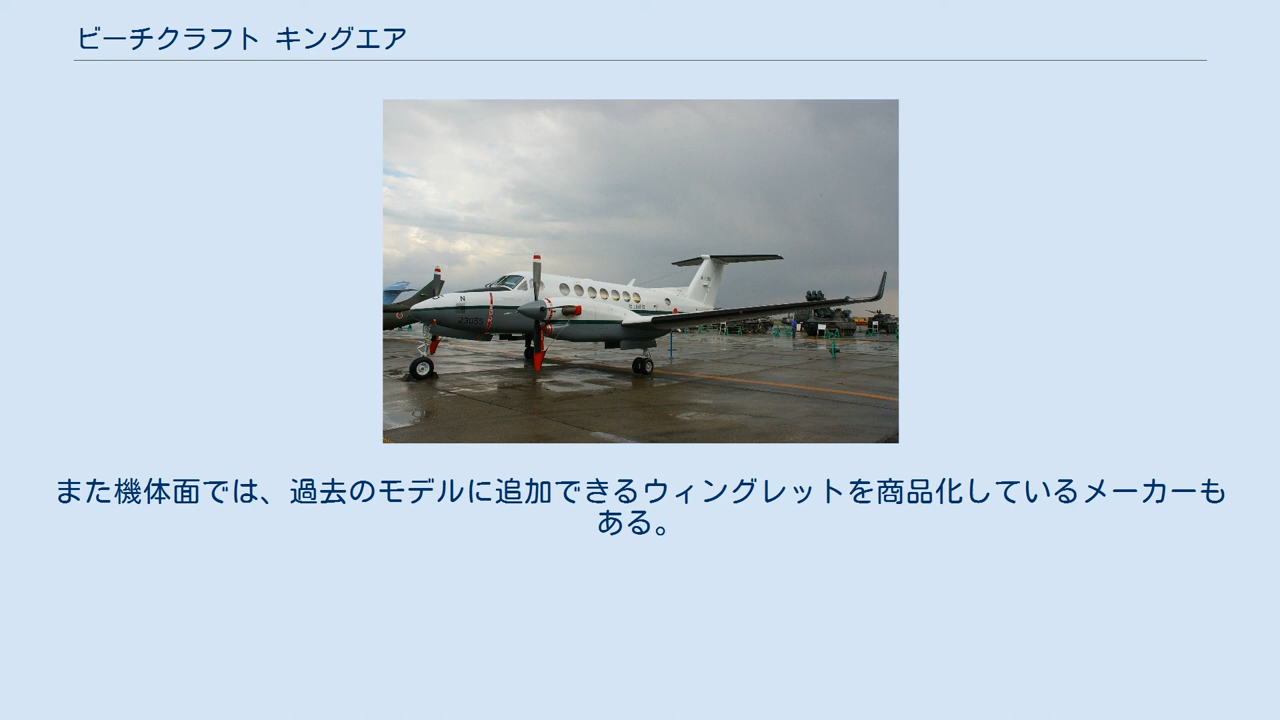 ビーチクラフト キングエア
また機体面では、過去のモデルに追加できるウィングレットを商品化しているメーカーも
ある。
N